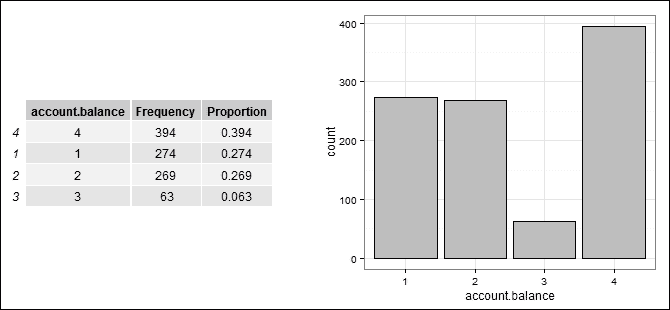 account.balance Frequency Proportion
4 4 394 0.394
1 1 274 0.274
2 2 269 0.269
3 3 63 0.063
400
300
200
100
0
count
1 2 3 4
account.balance